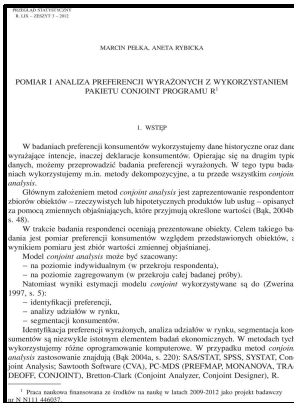 PRZEGLĄD STATYSTYCZNY
R. LIX – ZESZYT 3 – 2012
MARCIN PEŁKA, ANETA RYBICKA
POMIAR I ANALIZA PREFERENCJI WYRAŻONYCH Z WYKORZYSTANIEM
PAKIETU CONJOINT PROGRAMU R1
1. WSTĘP
W badaniach preferencji konsumentów wykorzystujemy dane historyczne oraz dane
wyrażające intencje, inaczej deklaracje konsumentów. Opierając się na drugim typie
danych, możemy przeprowadzić badania preferencji wyrażonych. W tego typu bada-
niach wykorzystujemy m.in. metody dekompozycyjne, a tu przede wszystkim conjoint
analysis.
Głównym założeniem metod conjoint analysis jest zaprezentowanie respondentom
zbiorów obiektów – rzeczywistych lub hipotetycznych produktów lub usług – opisanych
za pomocą zmiennych objaśniających, które przyjmują określone wartości (Bąk, 2004b,
s. 48).
W trakcie badania respondenci oceniają prezentowane obiekty. Celem takiego ba-
dania jest pomiar preferencji konsumentów względem przedstawionych obiektów, a
wynikiem pomiaru jest zbiór wartości zmiennej objaśnianej.
Model conjoint analysis może być szacowany:
– na poziomie indywidualnym (w przekroju respondenta),
– na poziomie zagregowanym (w przekroju całej badanej próby).
Natomiast wyniki estymacji modelu conjoint wykorzystywane są do (Zwerina,
1997, s. 5):
– identyfikacji preferencji,
– analizy udziałów w rynku,
– segmentacji konsumentów.
Identyfikacja preferencji wyrażonych, analiza udziałów w rynku, segmentacja kon-
sumentów są niezwykle istotnym elementem badań ekonomicznych. W metodach tych
wykorzystujemy różne oprogramowanie komputerowe. W przypadku metod conjoint
analysis zastosowanie znajdują (Bąk 2004a, s. 220): SAS/STAT, SPSS, SYSTAT, Con-
joint Analysis; Sawtooth Software (CVA), PC-MDS (PREFMAP, MONANOVA, TRA-
DEOFF, CONJOINT), Bretton-Clark (Conjoint Analyzer, Conjoint Designer), R.
1 Praca naukowa finansowana ze środków na naukę w latach 2009-2012 jako projekt badawczy
nr N N111 446037.